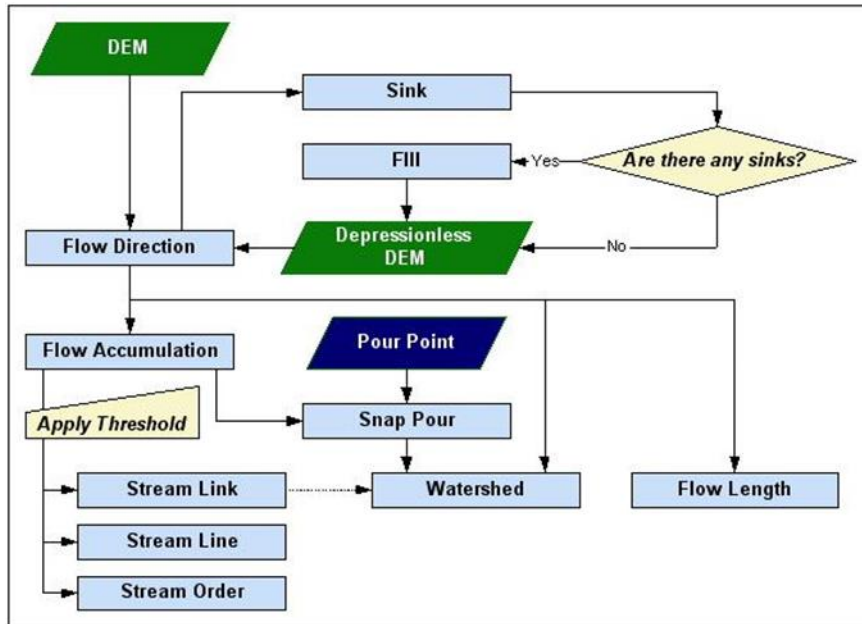 DEM
Sink
FIll
Yes
Are there any sinks?
Flow Direction
Depressionless
DEM
No
Flow Accumulation
Pour Point
Apply Threshold
Snap Pour
Stream Link
Watershed
Flow Length
Stream Line
Stream Order